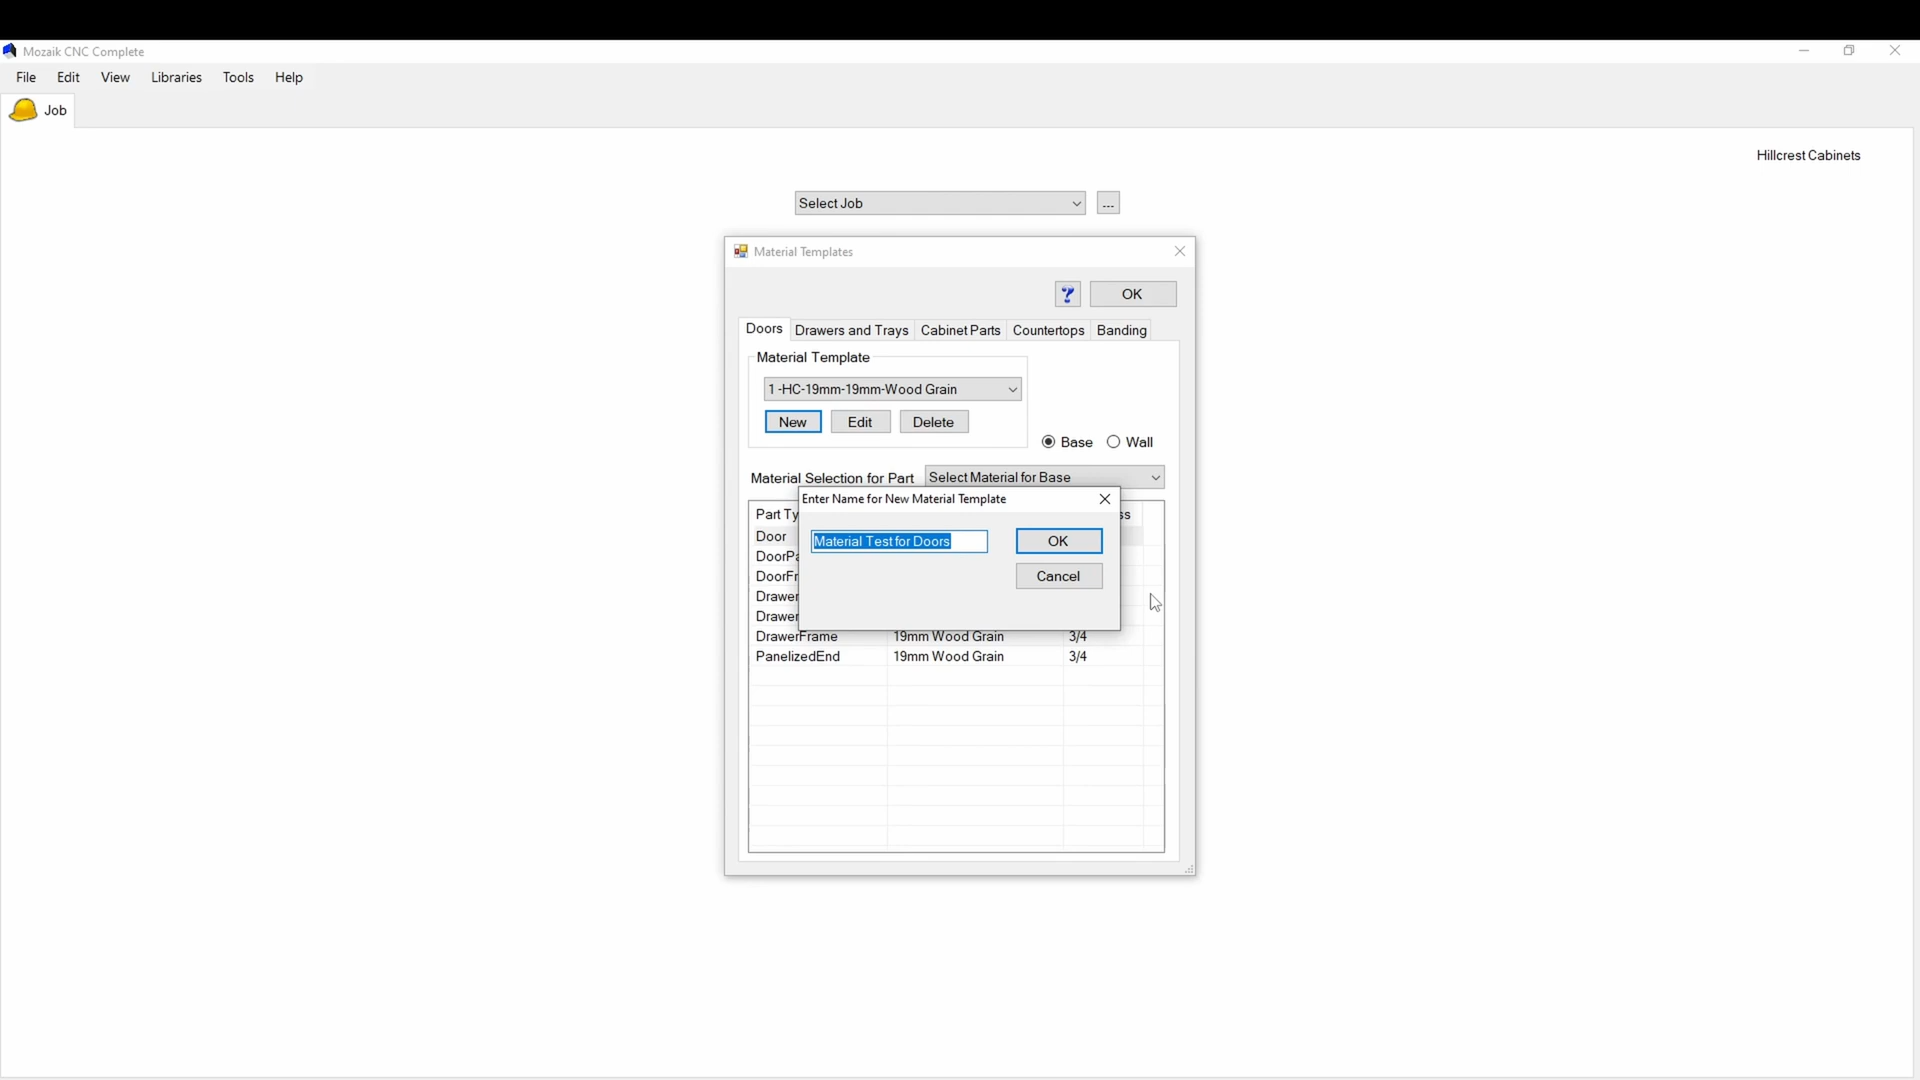 Mozaik CNC Complete
File Edit View Libraries Tools Help
Job
Hillcrest Cabinets
Select Job ...
Material Templates
? OK
Doors Drawers and Trays Cabinet Parts Countertops Banding
Material Template
1 -HC-19mm-19mm-Wood Grain
New Edit Delete
Base Wall
Material Selection for Part Select Material for Base
Enter Name for New Material Template
Part Ty ss
Door
Material Test for Doors OK
DoorPa
DoorFr Cancel
Drawer
Drawer
DrawerFrame 19mm Wood Grain 3/4
PanelizedEnd 19mm Wood Grain 3/4